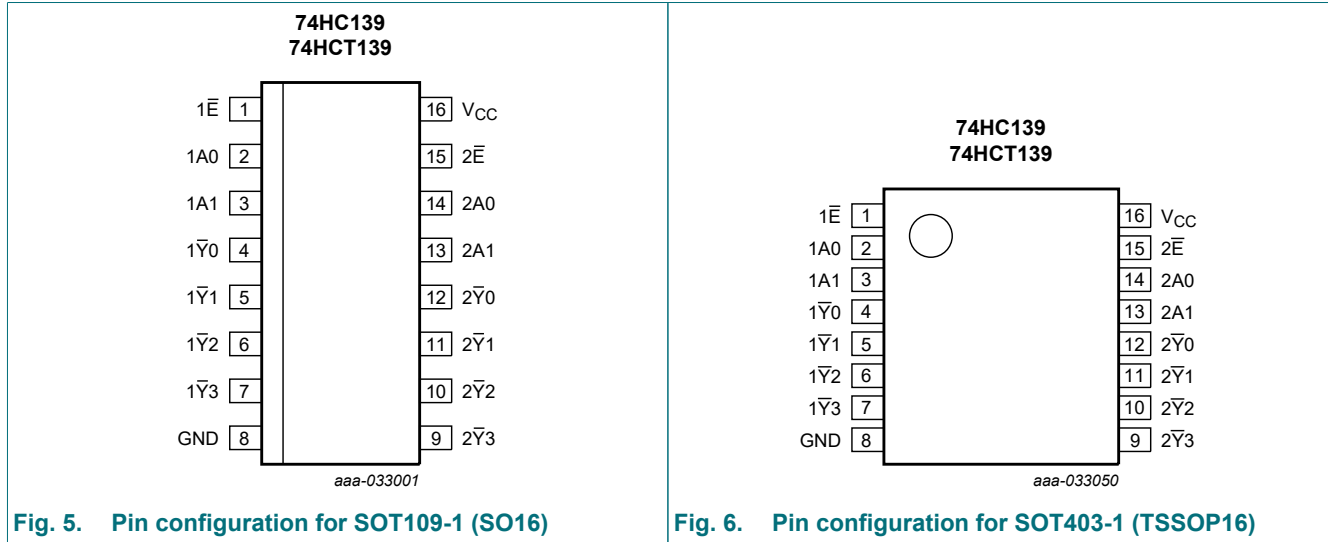 74HC139
74HCT139
1E̅ 1
1A0 2
1A1 3
1Y̅0 4
1Y̅1 5
1Y̅2 6
1Y̅3 7
GND 8
16 VCC
15 2E̅
14 2A0
13 2A1
12 2Y̅0
11 2Y̅1
10 2Y̅2
9 2Y̅3
aaa-033001
Fig. 5. Pin configuration for SOT109-1 (SO16)
74HC139
74HCT139
1E̅ 1
1A0 2
1A1 3
1Y̅0 4
1Y̅1 5
1Y̅2 6
1Y̅3 7
GND 8
16 VCC
15 2E̅
14 2A0
13 2A1
12 2Y̅0
11 2Y̅1
10 2Y̅2
9 2Y̅3
aaa-033050
Fig. 6. Pin configuration for SOT403-1 (TSSOP16)